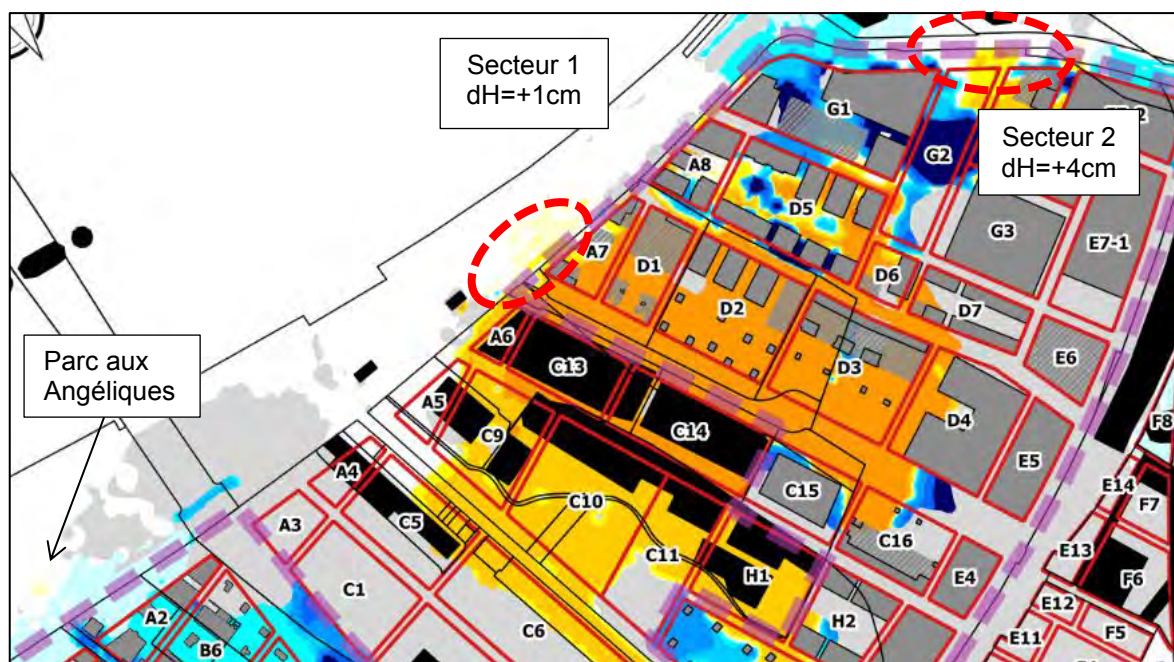 Secteur 1
dH=+1cm
Secteur 2
dH=+4cm
Parc aux
Angéliques
G1
G2
A8
D5
G3
E7-1
A7
D1
D6
D2
D7
E6
A6
C13
D3
A5
C14
D4
F8
C9
E5
A4
C15
E14
F7
C10
A3
C5
C16
E13
C11
H1
E4
F6
C1
A2
E12
H2
F5
C6
E11
B6